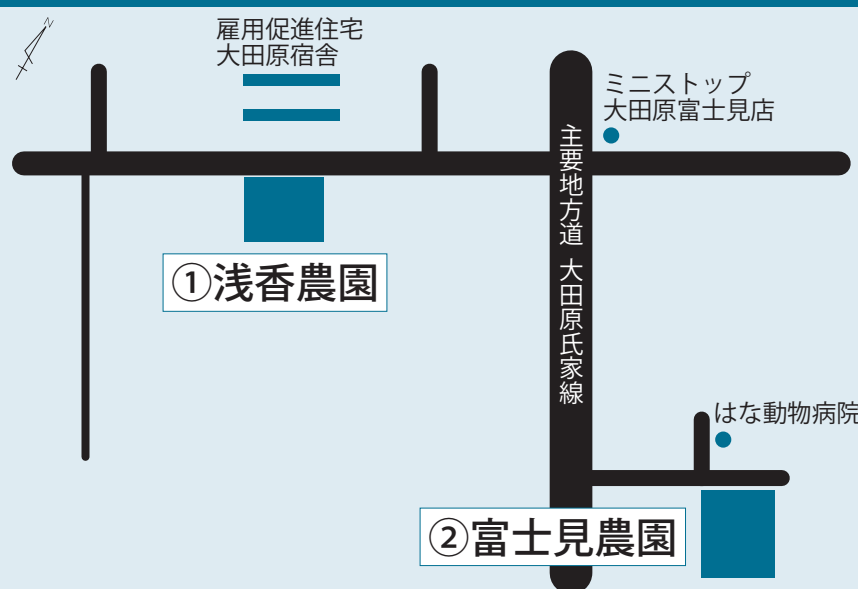 N
雇用促進住宅
大田原宿舎
ミニストップ
大田原富士見店
主要地方道 大田原氏家線
①浅香農園
はな動物病院
②富士見農園